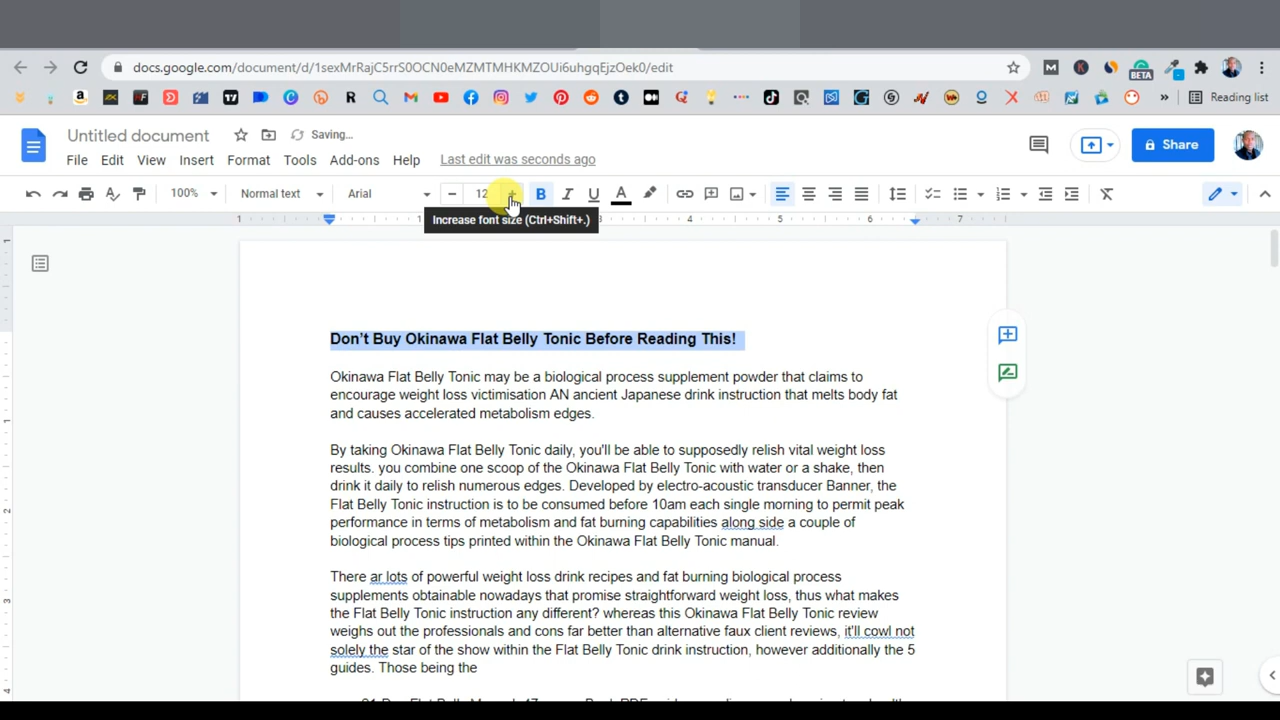 docs.google.com/document/d/1sexMrRajC5rrS0OCN0eMZMTMHKMZOUi6uhgqEjzOek0/edit
BETA
Reading list
Untitled document
Saving...
Share
File Edit View Insert Format Tools Add-ons Help Last edit was seconds ago
100% Normal text Arial 12
Increase font size (Ctrl+Shift+.)
Don't Buy Okinawa Flat Belly Tonic Before Reading This!
Okinawa Flat Belly Tonic may be a biological process supplement powder that claims to
encourage weight loss victimisation AN ancient Japanese drink instruction that melts body fat
and causes accelerated metabolism edges.
By taking Okinawa Flat Belly Tonic daily, you'll be able to supposedly relish vital weight loss
results. you combine one scoop of the Okinawa Flat Belly Tonic with water or a shake, then
drink it daily to relish numerous edges. Developed by electro-acoustic transducer Banner, the
Flat Belly Tonic instruction is to be consumed before 10am each single morning to permit peak
performance in terms of metabolism and fat burning capabilities along side a couple of
biological process tips printed within the Okinawa Flat Belly Tonic manual.
There ar lots of powerful weight loss drink recipes and fat burning biological process
supplements obtainable nowadays that promise straightforward weight loss, thus what makes
the Flat Belly Tonic instruction any different? whereas this Okinawa Flat Belly Tonic review
weighs out the professionals and cons far better than alternative faux client reviews, it'll cowl not
solely the star of the show within the Flat Belly Tonic drink instruction, however additionally the 5
guides. Those being the